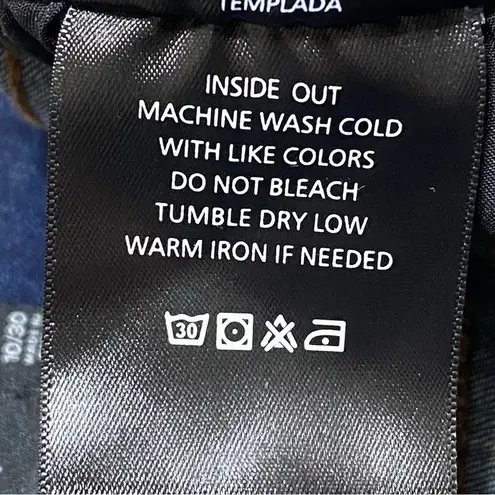 TEMPLADA
INSIDE OUT
MACHINE WASH COLD
WITH LIKE COLORS
DO NOT BLEACH
TUMBLE DRY LOW
WARM IRON IF NEEDED
30
10/30